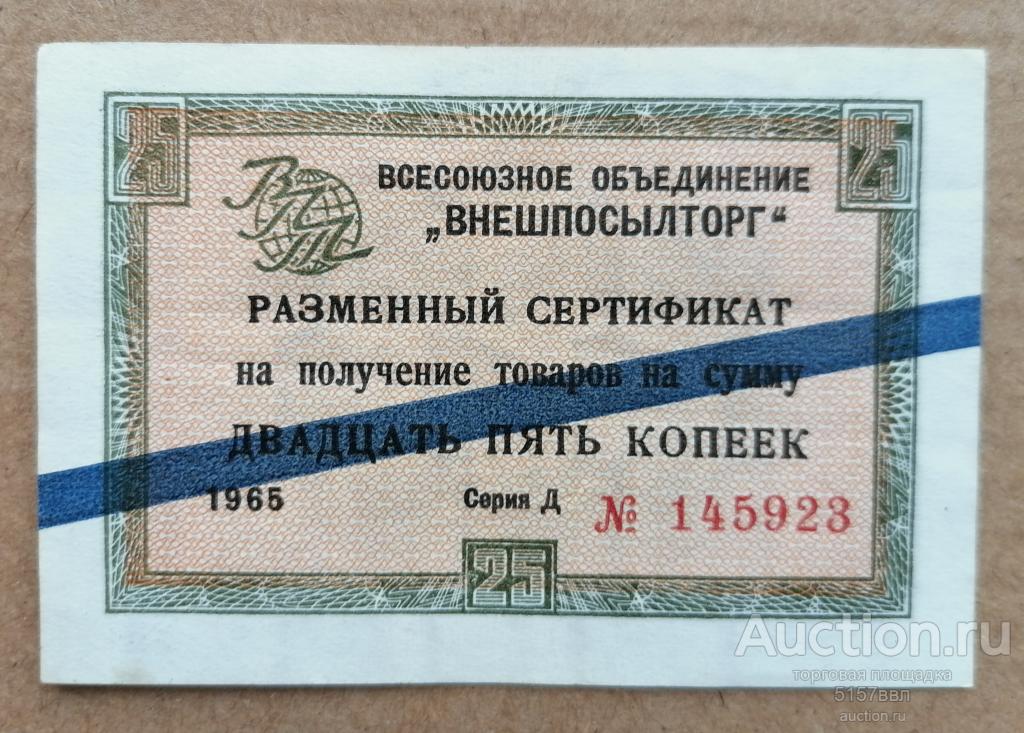 25 25
ВПТ
ВСЕСОЮЗНОЕ ОБЪЕДИНЕНИЕ
„ВНЕШПОСЫЛТОРГ“
РАЗМЕННЫЙ СЕРТИФИКАТ
на получение товаров на сумму
ДВАДЦАТЬ ПЯТЬ КОПЕЕК
1965 Серия Д № 145923
25
Auction.ru
торговая площадка
5157ввл
auction.ru